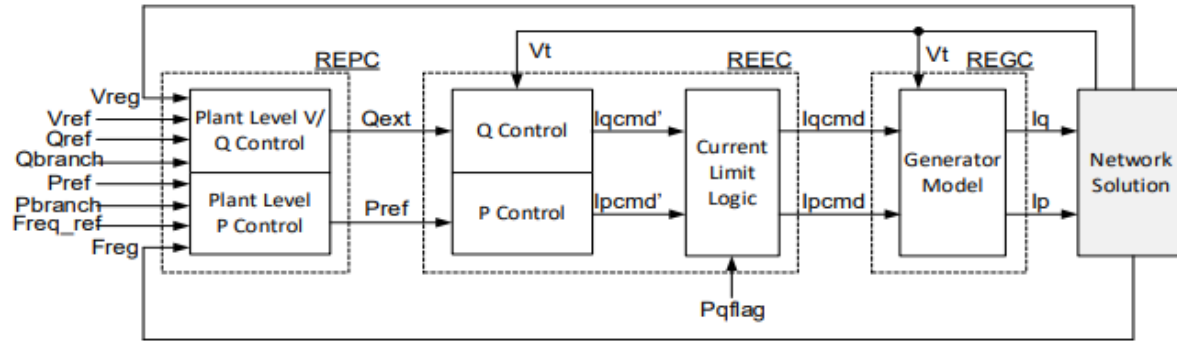 REPC
Vt
REEC
Vt
REGC
Vreg
Vref
Qref
Qbranch
Pref
Pbranch
Freq_ref
Freg
Plant Level V/
Q Control
Plant Level
P Control
Qext
Pref
Q Control
P Control
Iqcmd'
Ipcmd'
Current
Limit
Logic
Pqflag
Iqcmd
Ipcmd
Generator
Model
Iq
Ip
Network
Solution